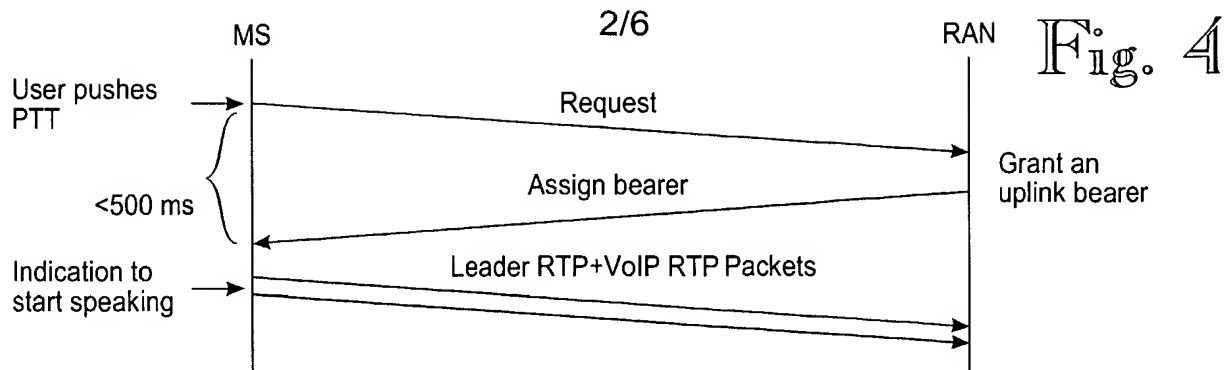 2/6
Fig. 4
MS
RAN
User pushes
PTT
Request
Grant an
uplink bearer
Assign bearer
<500 ms
Leader RTP+VoIP RTP Packets
Indication to
start speaking